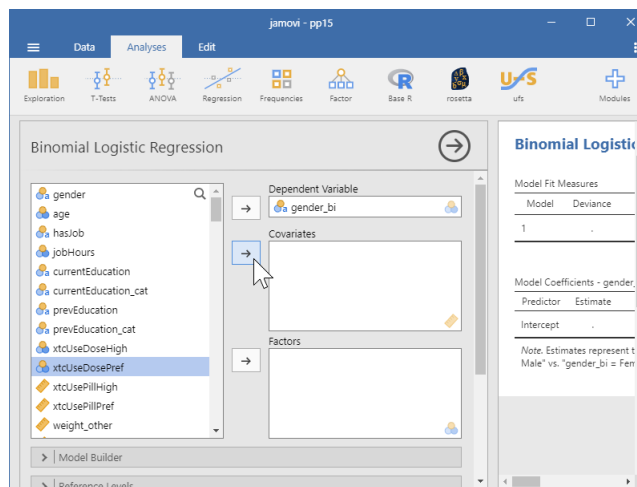 jamovi - pp15
Data Analyses Edit
Exploration T-Tests ANOVA Regression Frequencies Factor Base R rosetta ufs Modules
Binomial Logistic Regression
gender
age
hasJob
jobHours
currentEducation
currentEducation_cat
prevEducation
prevEducation_cat
xtcUseDoseHigh
xtcUseDosePref
xtcUsePillHigh
xtcUsePillPref
weight_other
Dependent Variable
gender_bi
Covariates
Factors
Model Builder
Reference Levels
Binomial Logistic
Model Fit Measures
Model Deviance
1 .
Model Coefficients - gender_
Predictor Estimate
Intercept .
Note. Estimates represent t
Male" vs. "gender_bi = Fem